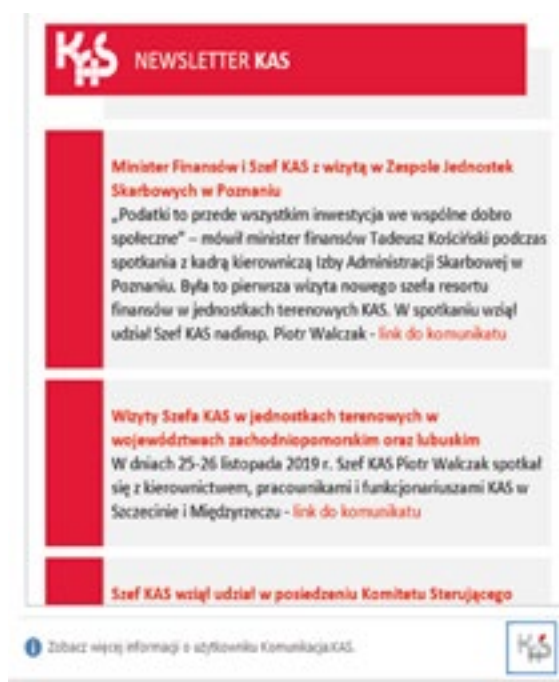 KAS NEWSLETTER KAS
Minister Finansów i Szef KAS z wizytą w Zespole Jednostek
Skarbowych w Poznaniu
„Podatki to przede wszystkim inwestycja we wspólne dobro
społeczne” – mówił minister finansów Tadeusz Kościński podczas
spotkania z kadrą kierowniczą Izby Administracji Skarbowej w
Poznaniu. Była to pierwsza wizyta nowego szefa resortu
finansów w jednostkach terenowych KAS. W spotkaniu wziął
udział Szef KAS nadinsp. Piotr Walczak - link do komunikatu
Wizyty Szefa KAS w jednostkach terenowych w
województwach zachodniopomorskim oraz lubuskim
W dniach 25-26 listopada 2019 r. Szef KAS Piotr Walczak spotkał
się z kierownictwem, pracownikami i funkcjonariuszami KAS w
Szczecinie i Międzyrzeczu - link do komunikatu
Szef KAS wziął udział w posiedzeniu Komitetu Sterującego
Zobacz więcej informacji o użytkowniku Komunikacja.KAS.
KAS